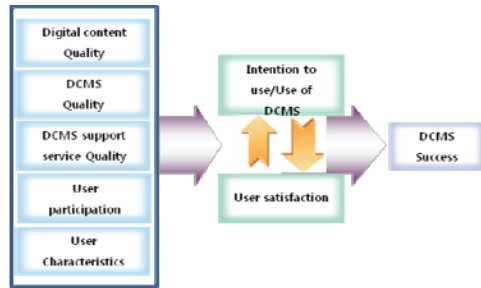 Digital content
Quality
DCMS
Quality
DCMS support
service Quality
User
participation
User
Characteristics
Intention to
use/Use of
DCMS
User satisfaction
DCMS
Success